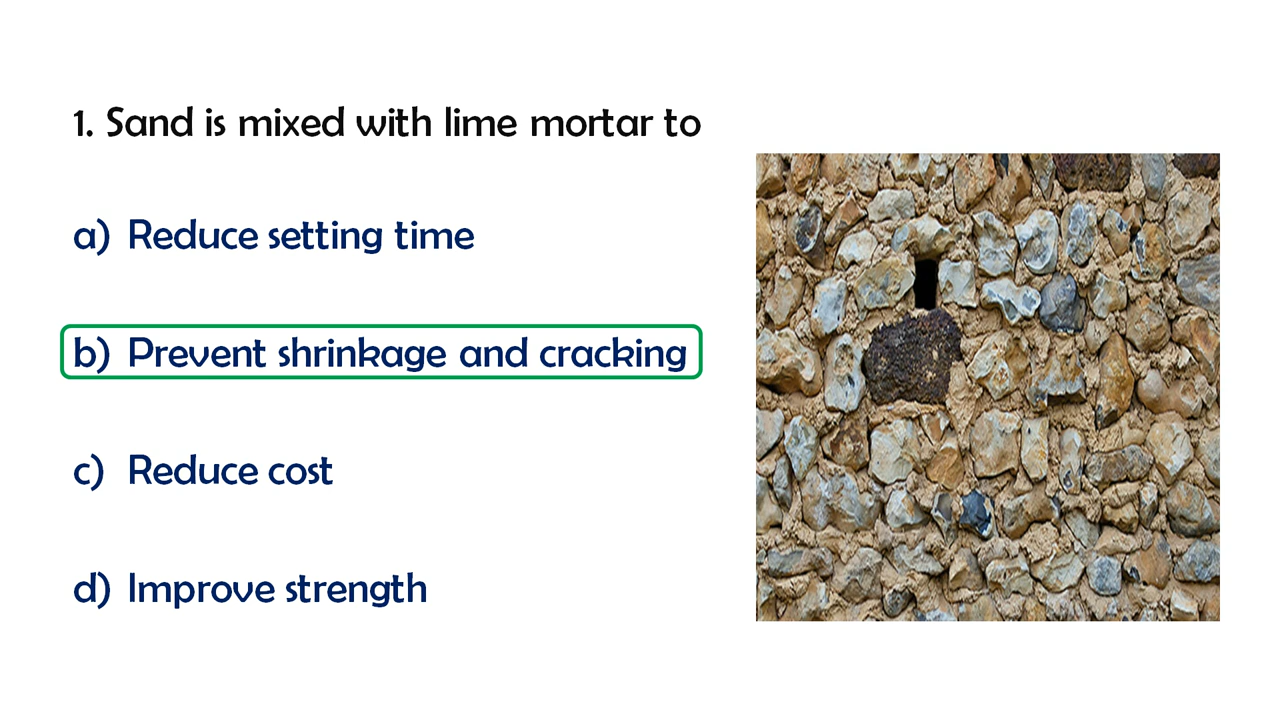 1. Sand is mixed with lime mortar to
a) Reduce setting time
b) Prevent shrinkage and cracking
c) Reduce cost
d) Improve strength